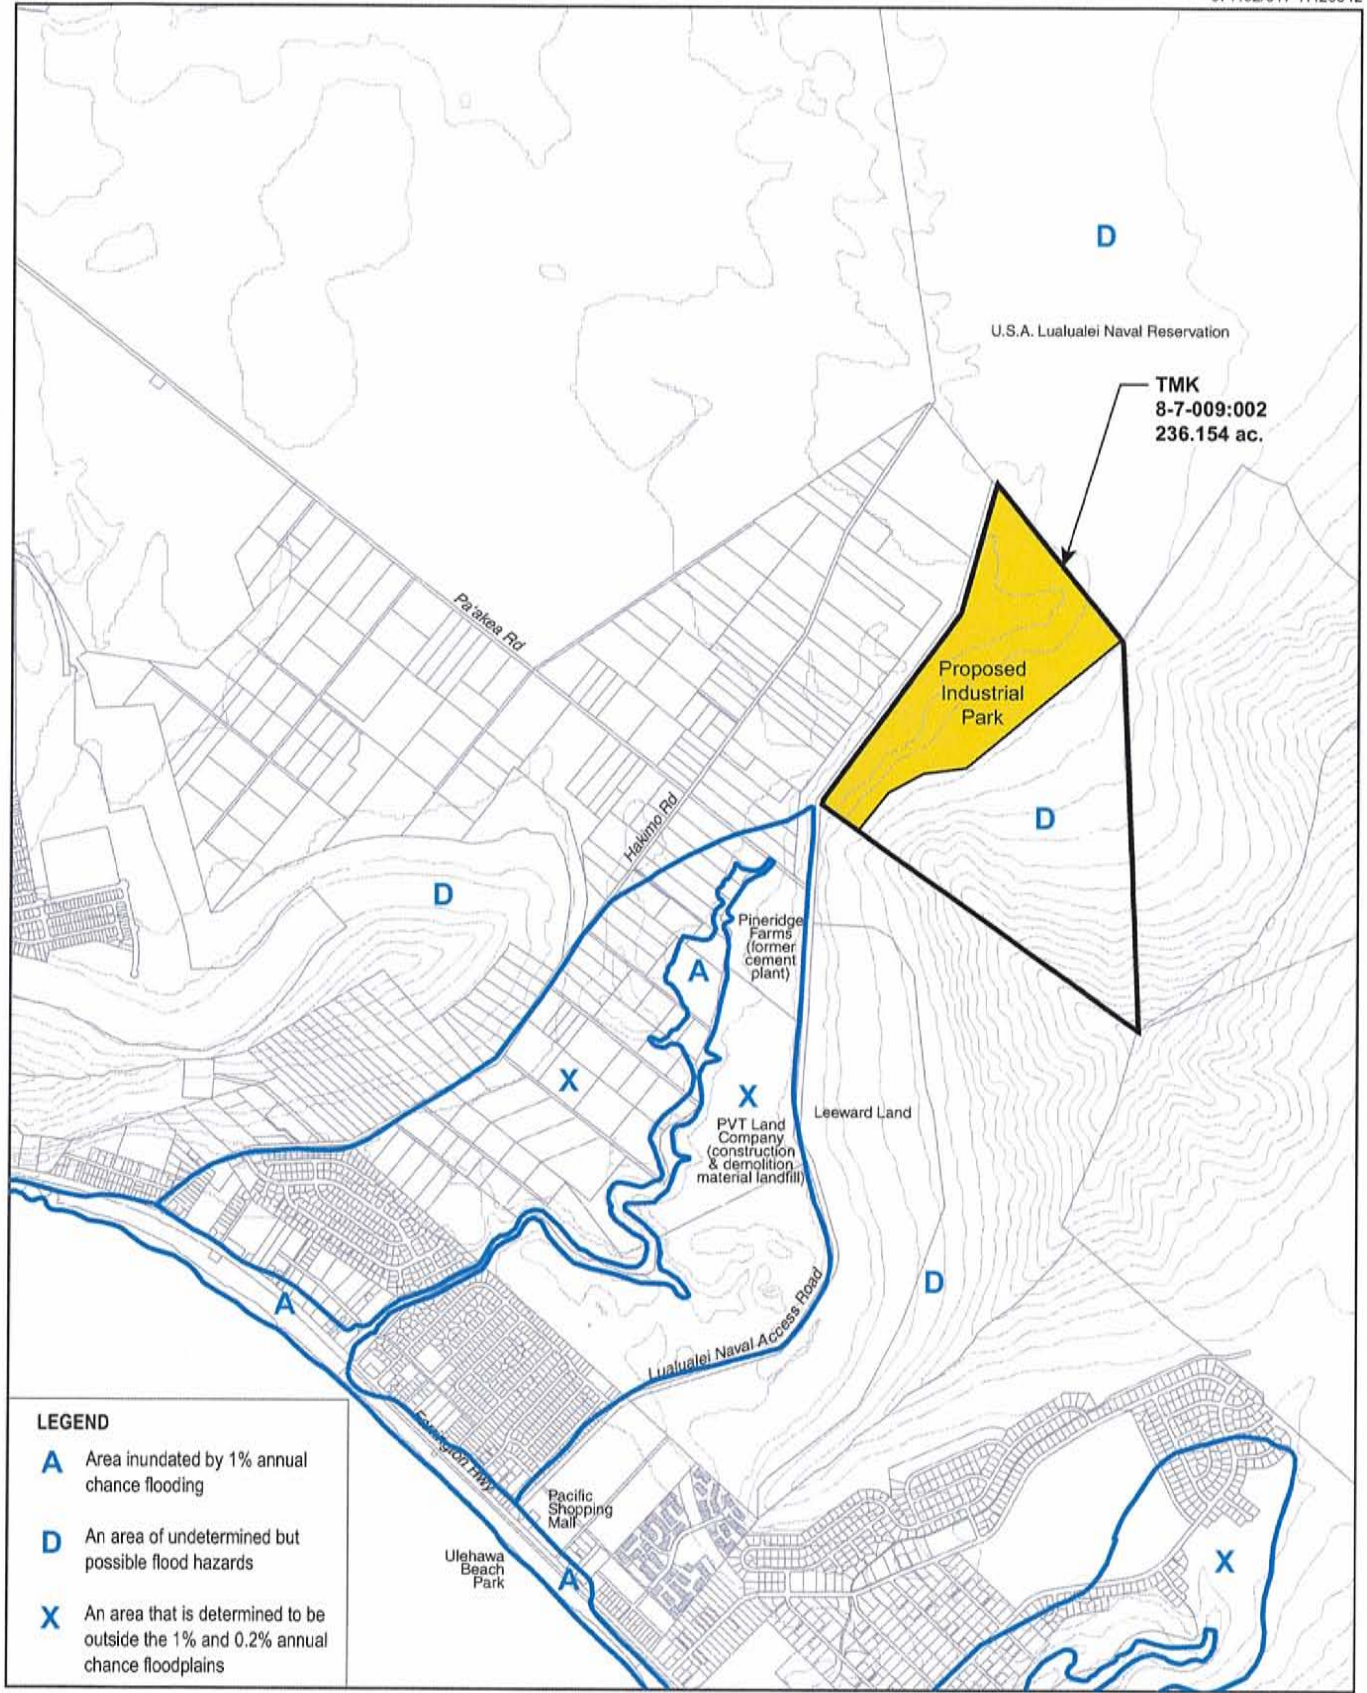 D
U.S.A. Lualualei Naval Reservation
TMK
8-7-009:002
236.154 ac.
Pa'akea Rd
Proposed
Industrial
Park
Hakimo Rd
D
D
Pineridge
Farms
(former
cement
plant)
A
X
X
PVT Land
Company
(construction
& demolition
material landfill)
Leeward Land
D
A
Lualualei Naval Access Road
Farrington Hwy
Pacific
Shopping
Mall
Ulehawa
Beach
Park
A
X
LEGEND
A Area inundated by 1% annual
chance flooding
D An area of undetermined but
possible flood hazards
X An area that is determined to be
outside the 1% and 0.2% annual
chance floodplains